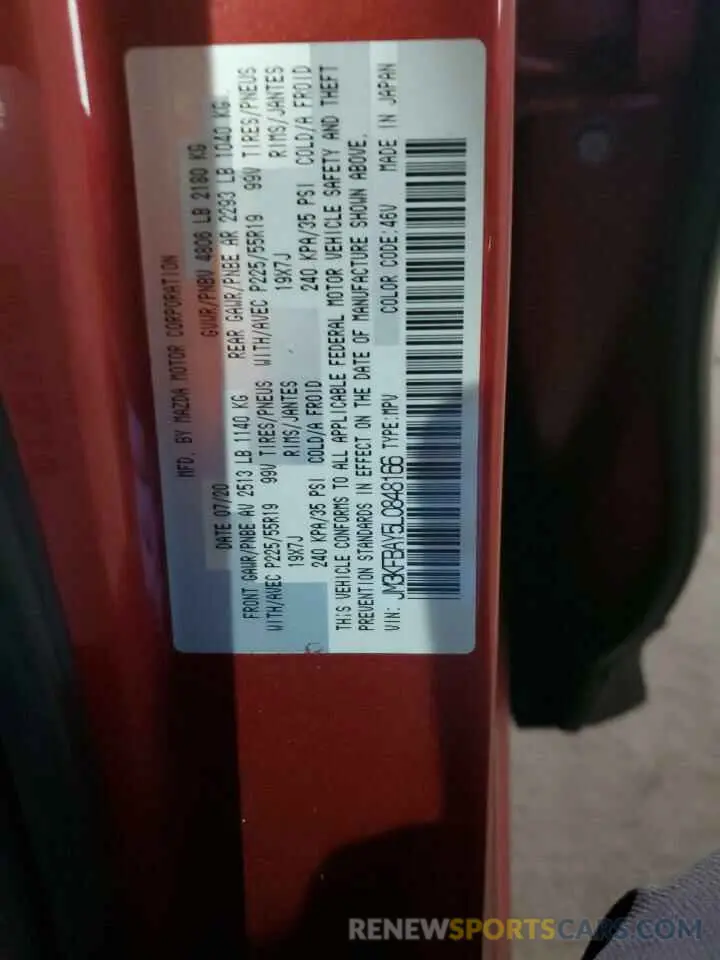 MFD. BY MAZDA MOTOR CORPORATION
DATE 07/20 GVWR/PNBV 4806 LB 2180 KG
FRONT GAWR/PNBE AV 2513 LB 1140 KG REAR GAWR/PNBE AR 2293 LB 1040 KG
WITH/AVEC P225/55R19 99V TIRES/PNEUS WITH/AVEC P225/55R19 99V TIRES/PNEUS
19X7J RIMS/JANTES 19X7J RIMS/JANTES
240 KPA/35 PSI COLD/A FROID 240 KPA/35 PSI COLD/A FROID
THIS VEHICLE CONFORMS TO ALL APPLICABLE FEDERAL MOTOR VEHICLE SAFETY AND THEFT
PREVENTION STANDARDS IN EFFECT ON THE DATE OF MANUFACTURE SHOWN ABOVE.
VIN: JM3KFBAY5L0848166 TYPE:MPV COLOR CODE:46V MADE IN JAPAN
RENEWSPORTSCARS.COM